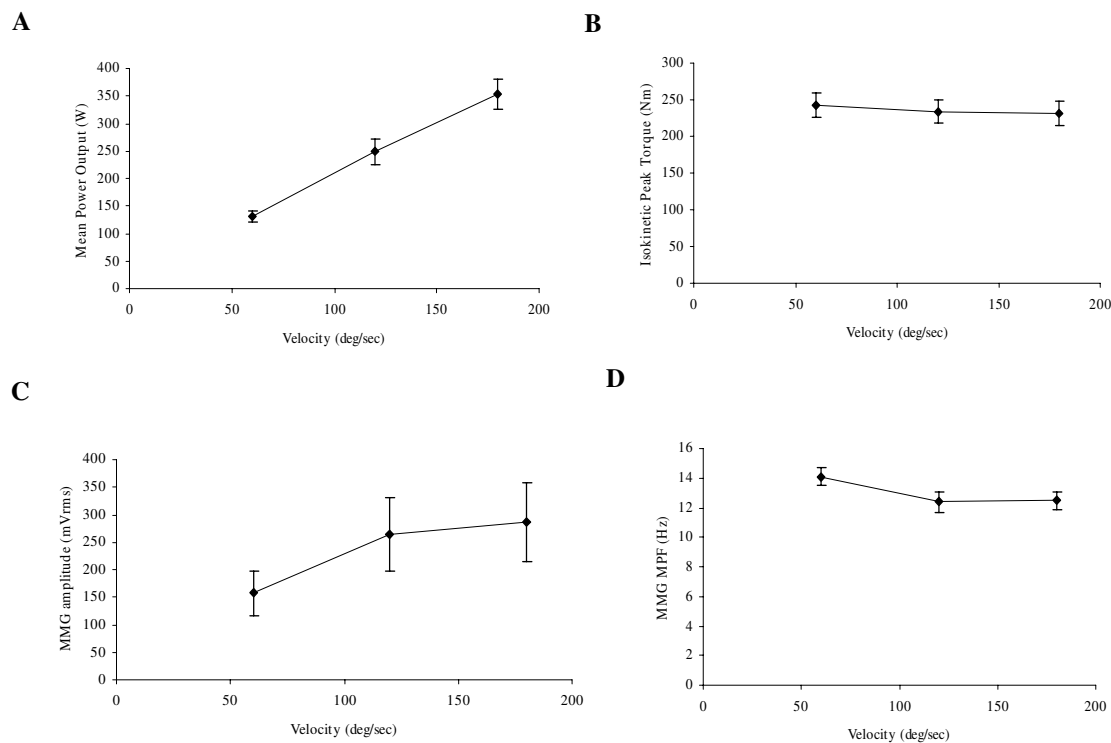 A
400
350
300
250
200
150
100
50
0
Mean Power Output (W)
0 50 100 150 200
Velocity (deg/sec)
B
300
250
200
150
100
50
0
Isokinetic Peak Torque (Nm)
0 50 100 150 200
Velocity (deg/sec)
C
400
350
300
250
200
150
100
50
0
MMG amplitude (mVrms)
0 50 100 150 200
Velocity (deg/sec)
D
16
14
12
10
8
6
4
2
0
MMG MPF (Hz)
0 50 100 150 200
Velocity (deg/sec)